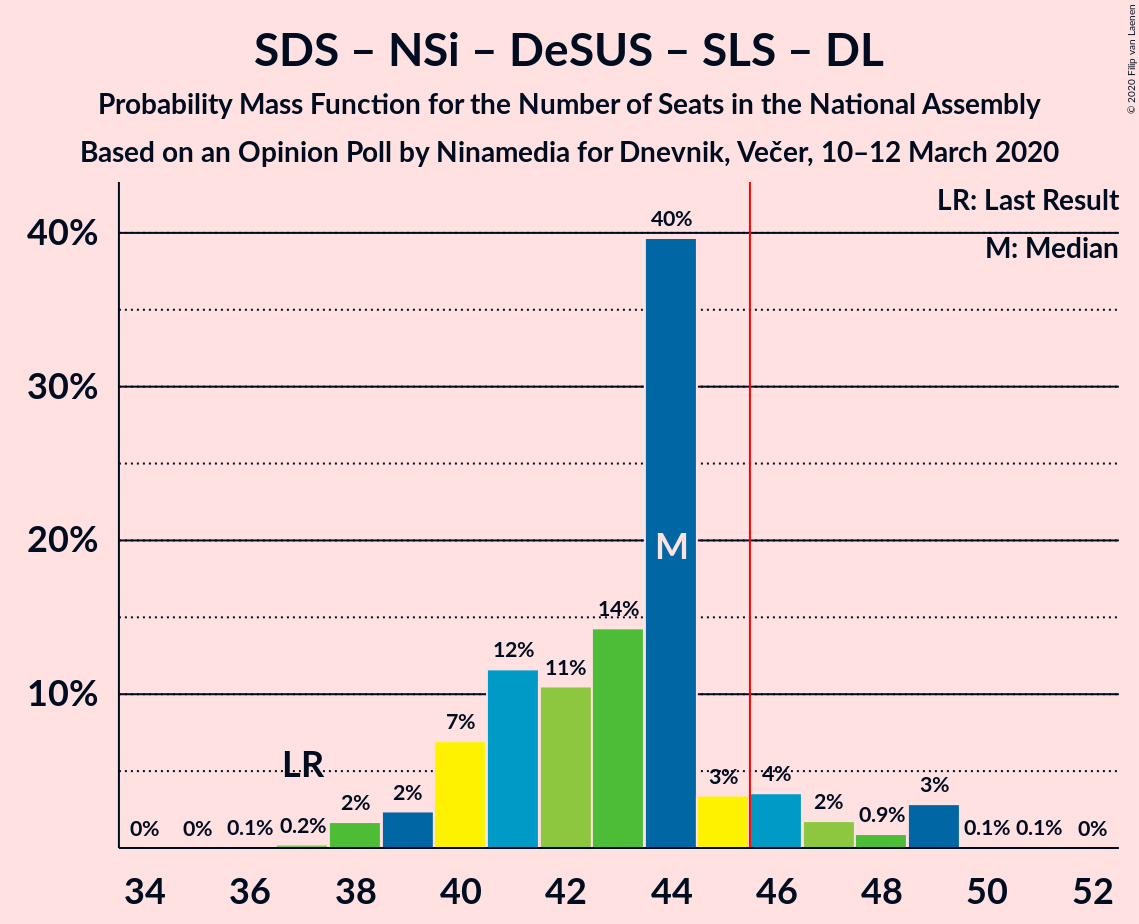 SDS – NSi – DeSUS – SLS – DL
Probability Mass Function for the Number of Seats in the National Assembly
Based on an Opinion Poll by Ninamedia for Dnevnik, Večer, 10–12 March 2020
© 2020 Filip van Laenen
LR: Last Result
M: Median
40%
30%
20%
10%
0% 0% 0.1% 0.2% 2% 2% 7% 12% 11% 14% 40% 3% 4% 2% 0.9% 3% 0.1% 0.1% 0%
LR
M
34 36 38 40 42 44 46 48 50 52